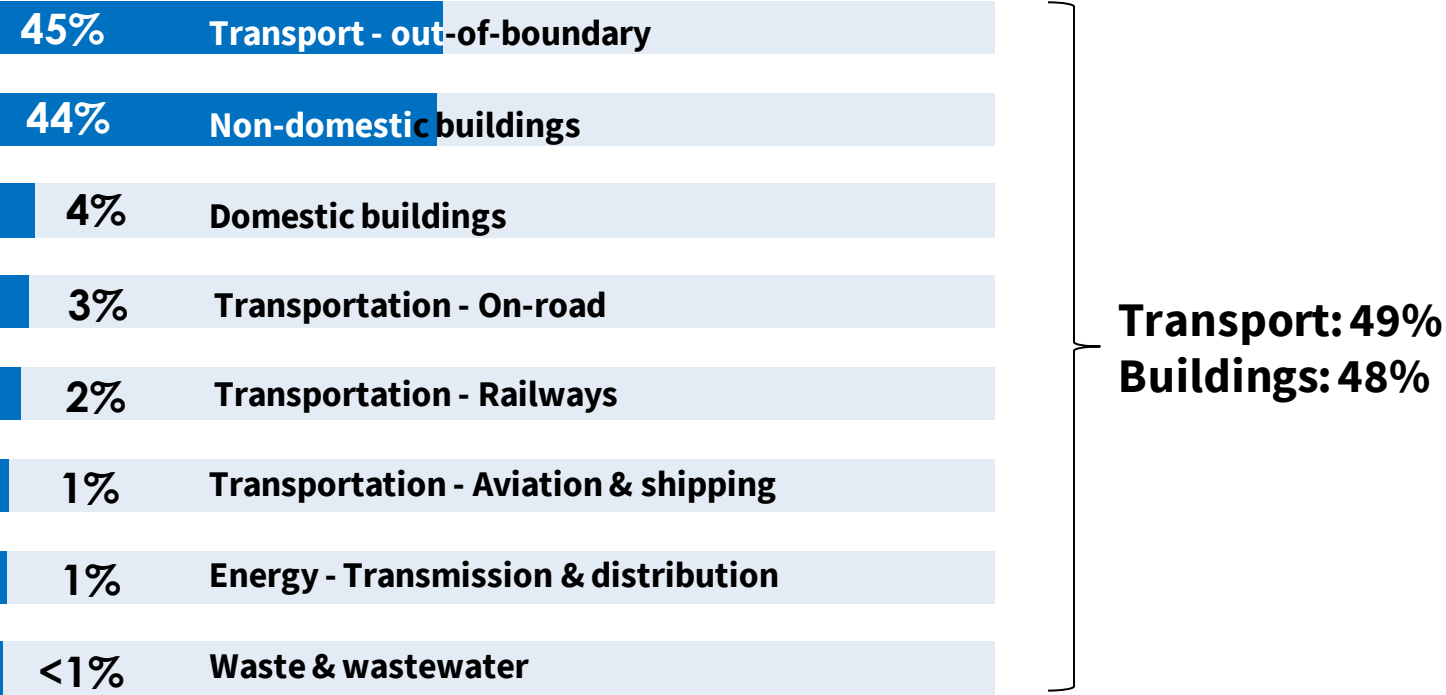 45% Transport - out-of-boundary
44% Non-domestic buildings
4% Domestic buildings
3% Transportation - On-road
2% Transportation - Railways
1% Transportation - Aviation & shipping
1% Energy - Transmission & distribution
<1% Waste & wastewater
Transport: 49%
Buildings: 48%